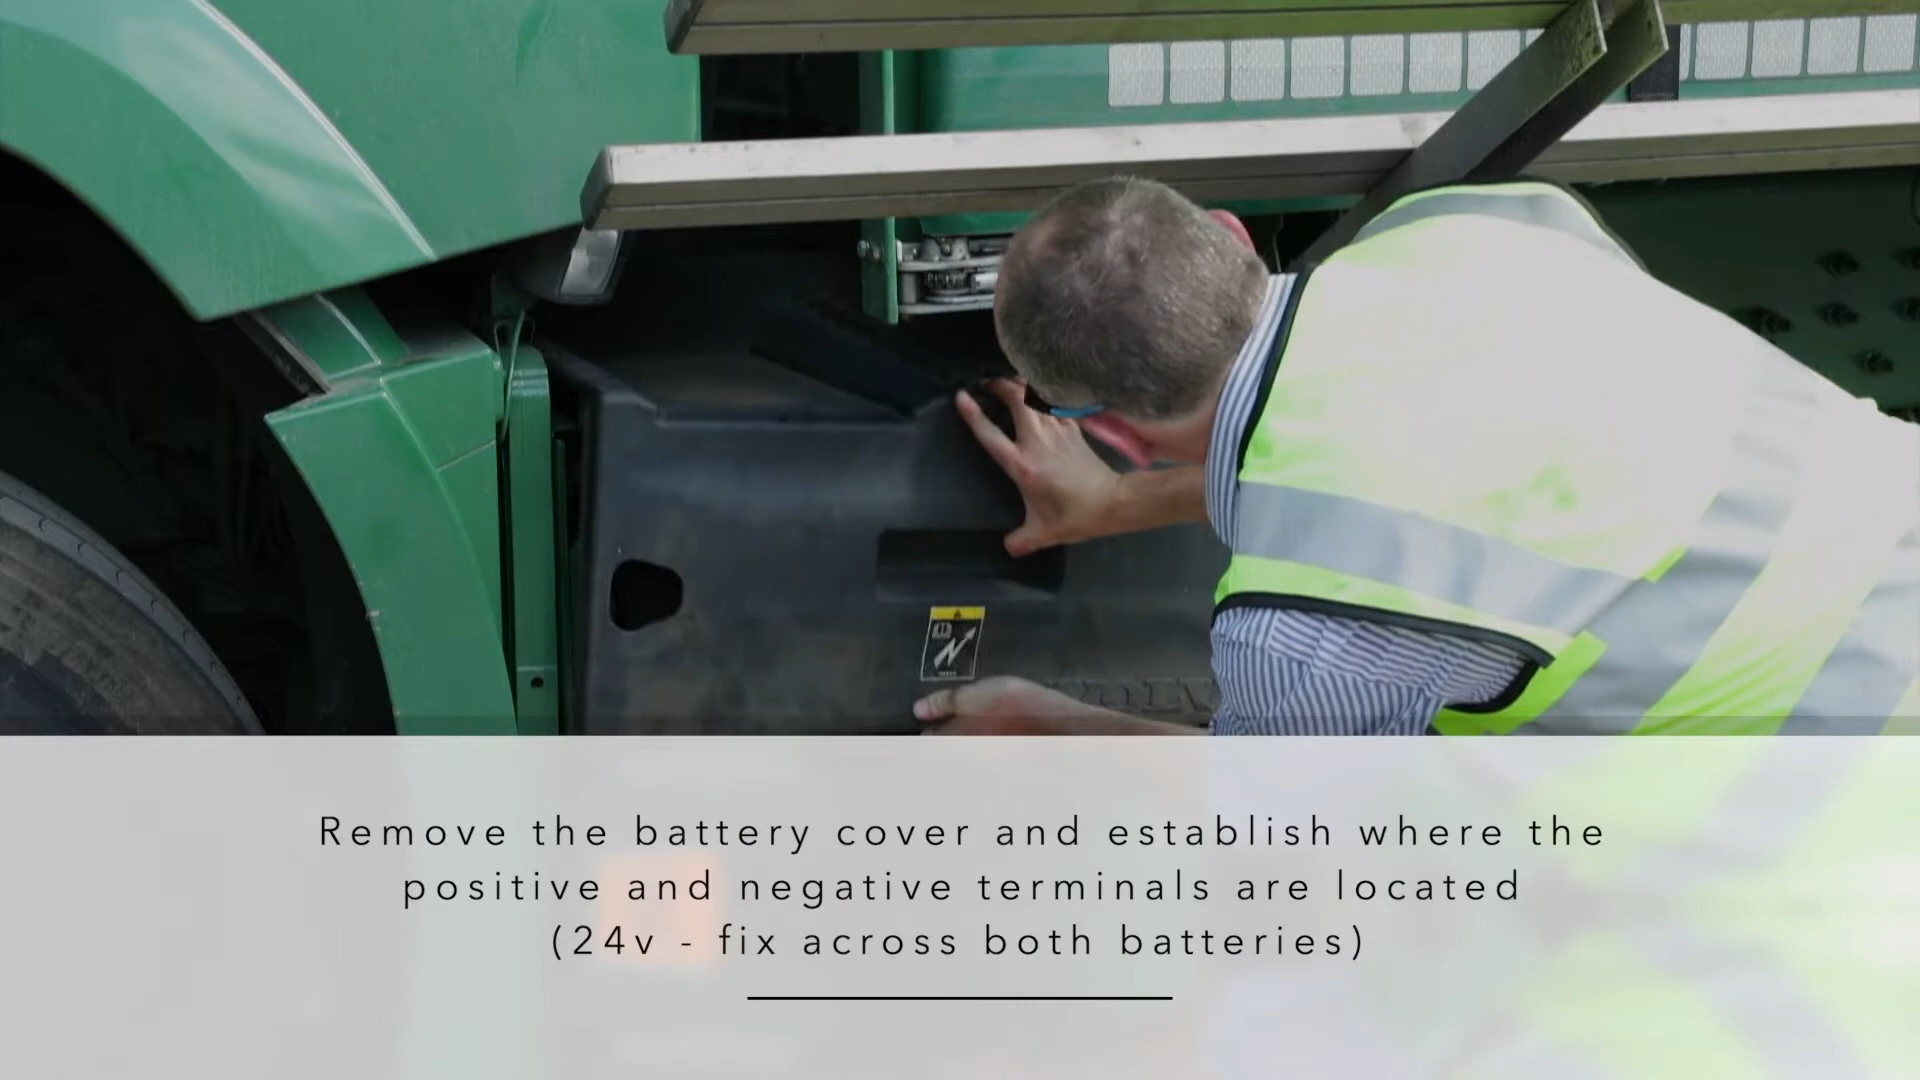 Remove the battery cover and establish where the
positive and negative terminals are located
(24v - fix across both batteries)